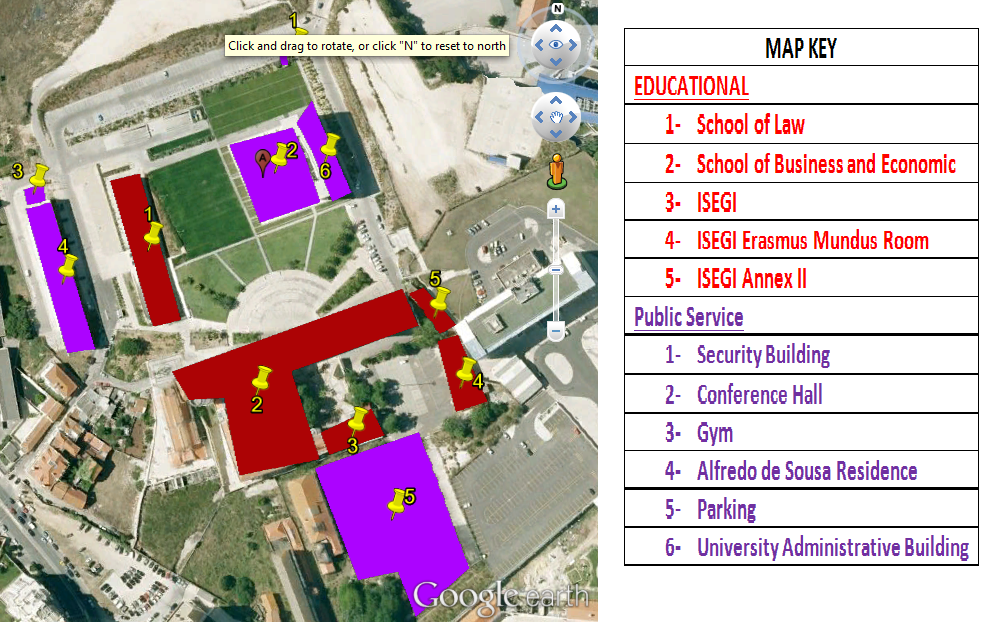 1
N
Click and drag to rotate, or click "N" to reset to north
A
2
6
3
1
4
5
2
4
3
5
Google earth
MAP KEY
EDUCATIONAL
1- School of Law
2- School of Business and Economic
3- ISEGI
4- ISEGI Erasmus Mundus Room
5- ISEGI Annex II
Public Service
1- Security Building
2- Conference Hall
3- Gym
4- Alfredo de Sousa Residence
5- Parking
6- University Administrative Building